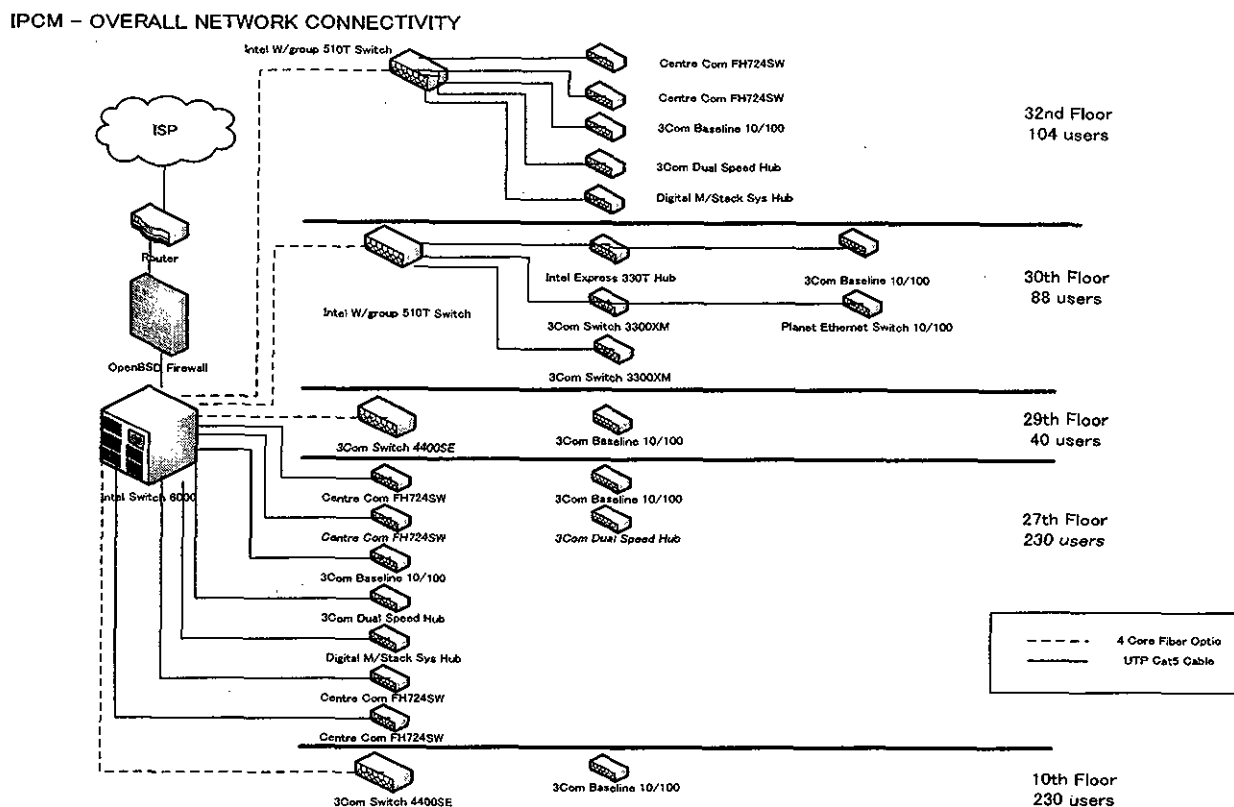 IPCM – OVERALL NETWORK CONNECTIVITY
Intel W/group 510T Switch
Centre Com FH724SW
Centre Com FH724SW
3Com Baseline 10/100
3Com Dual Speed Hub
Digital M/Stack Sys Hub
32nd Floor
104 users
ISP
Router
OpenBSD Firewall
Intel Switch 6000
Intel W/group 510T Switch
Intel Express 330T Hub
3Com Baseline 10/100
3Com Switch 3300XM
Planet Ethernet Switch 10/100
3Com Switch 3300XM
30th Floor
88 users
3Com Switch 4400SE
3Com Baseline 10/100
29th Floor
40 users
Centre Com FH724SW
3Com Baseline 10/100
Centre Com FH724SW
3Com Dual Speed Hub
3Com Baseline 10/100
3Com Dual Speed Hub
Digital M/Stack Sys Hub
Centre Com FH724SW
Centre Com FH724SW
27th Floor
230 users
4 Core Fiber Optio
UTP Cat5 Cable
3Com Switch 4400SE
3Com Baseline 10/100
10th Floor
230 users